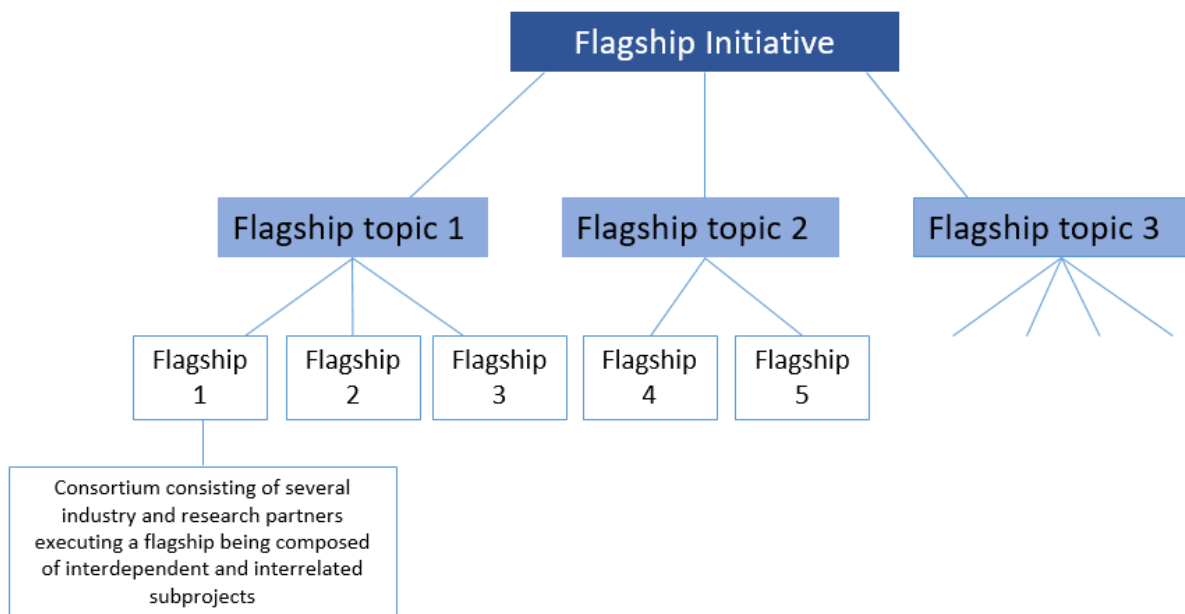 Flagship Initiative
Flagship topic 1
Flagship topic 2
Flagship topic 3
Flagship
1
Flagship
2
Flagship
3
Flagship
4
Flagship
5
Consortium consisting of several
industry and research partners
executing a flagship being composed
of interdependent and interrelated
subprojects